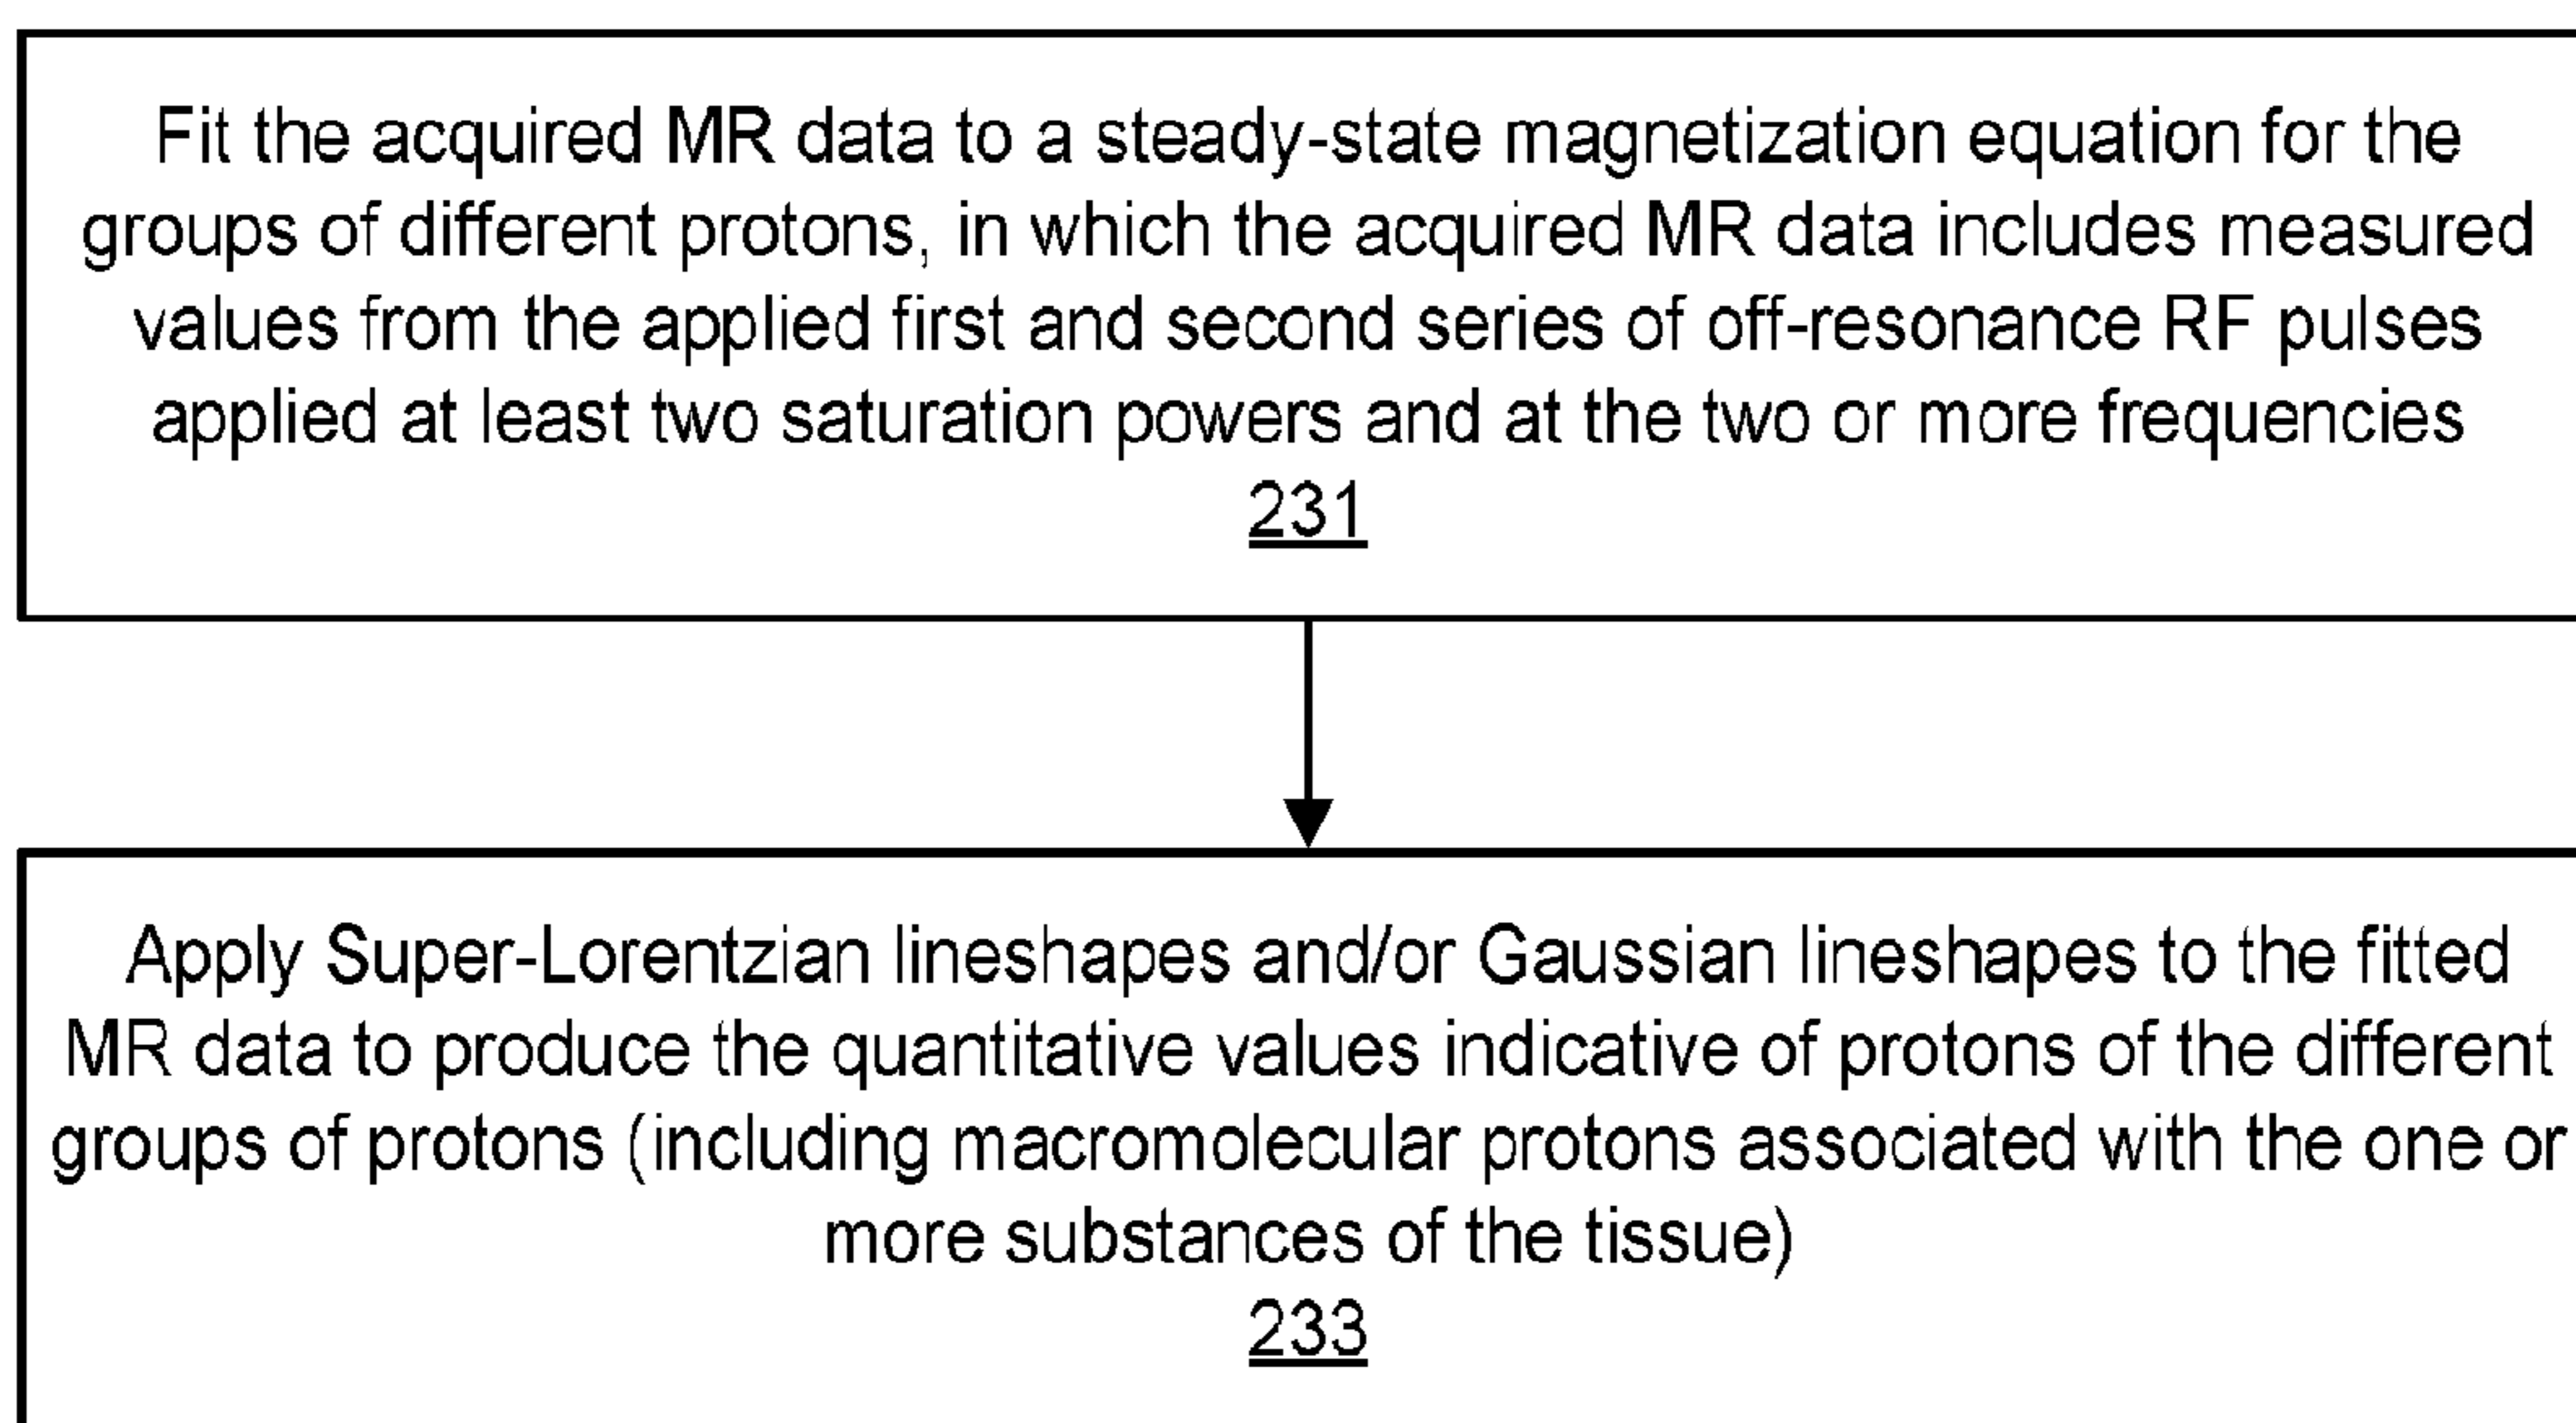 Fit the acquired MR data to a steady-state magnetization equation for the
groups of different protons, in which the acquired MR data includes measured
values from the applied first and second series of off-resonance RF pulses
applied at least two saturation powers and at the two or more frequencies
231
Apply Super-Lorentzian lineshapes and/or Gaussian lineshapes to the fitted
MR data to produce the quantitative values indicative of protons of the different
groups of protons (including macromolecular protons associated with the one or
more substances of the tissue)
233